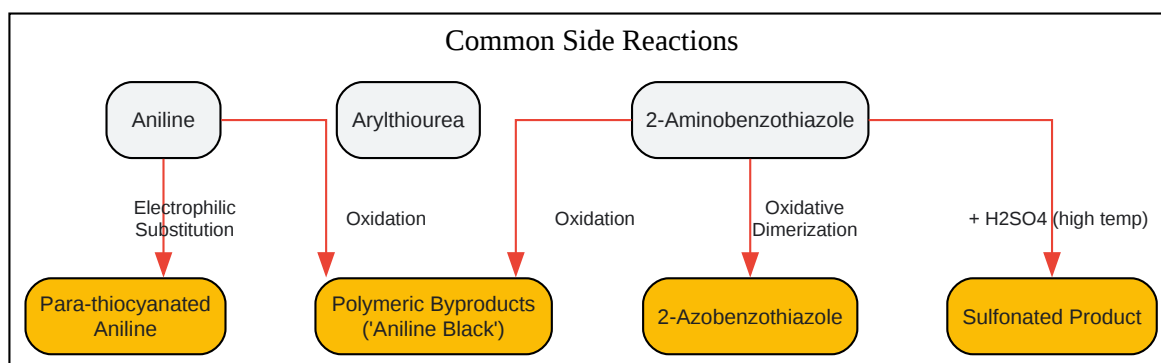 Common Side Reactions
Aniline
Arylthiourea
2-Aminobenzothiazole
Electrophilic
Substitution
Oxidation
Oxidation
Oxidative
Dimerization
+ H2SO4 (high temp)
Para-thiocyanated
Aniline
Polymeric Byproducts
('Aniline Black')
2-Azobenzothiazole
Sulfonated Product